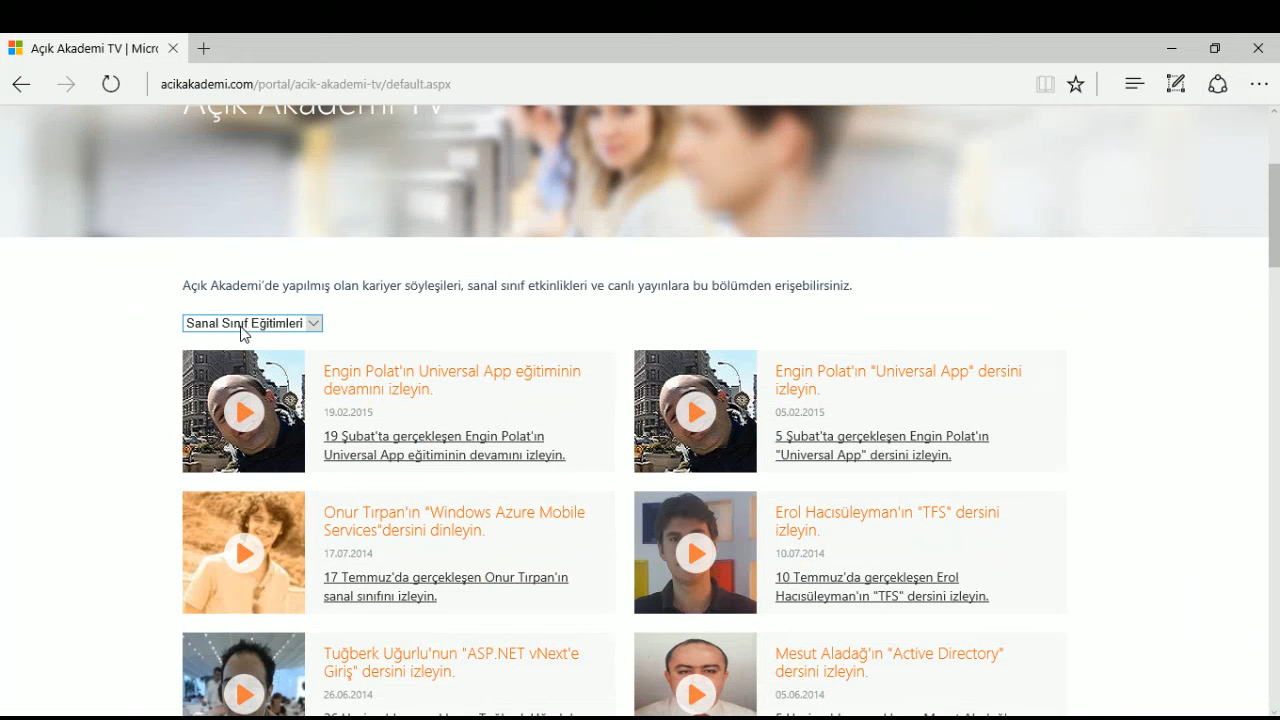 Açık Akademi TV | Micro
acikakademi.com/portal/acik-akademi-tv/default.aspx
Açık Akademi TV
Açık Akademi'de yapılmış olan kariyer söyleşileri, sanal sınıf etkinlikleri ve canlı yayınlara bu bölümden erişebilirsiniz.
Sanal Sınıf Eğitimleri
Engin Polat'ın Universal App eğitiminin
devamını izleyin.
19.02.2015
19 Şubat'ta gerçekleşen Engin Polat'ın
Universal App eğitiminin devamını izleyin.
Engin Polat'ın "Universal App" dersini
izleyin.
05.02.2015
5 Şubat'ta gerçekleşen Engin Polat'ın
"Universal App" dersini izleyin.
Onur Tırpan'ın "Windows Azure Mobile
Services"dersini dinleyin.
17.07.2014
17 Temmuz'da gerçekleşen Onur Tırpan'ın
sanal sınıfını izleyin.
Erol Hacısüleyman'ın "TFS" dersini
izleyin.
10.07.2014
10 Temmuz'da gerçekleşen Erol
Hacısüleyman'ın "TFS" dersini izleyin.
Tuğberk Uğurlu'nun "ASP.NET vNext'e
Giriş" dersini izleyin.
26.06.2014
Mesut Aladağ'ın "Active Directory"
dersini izleyin.
05.06.2014